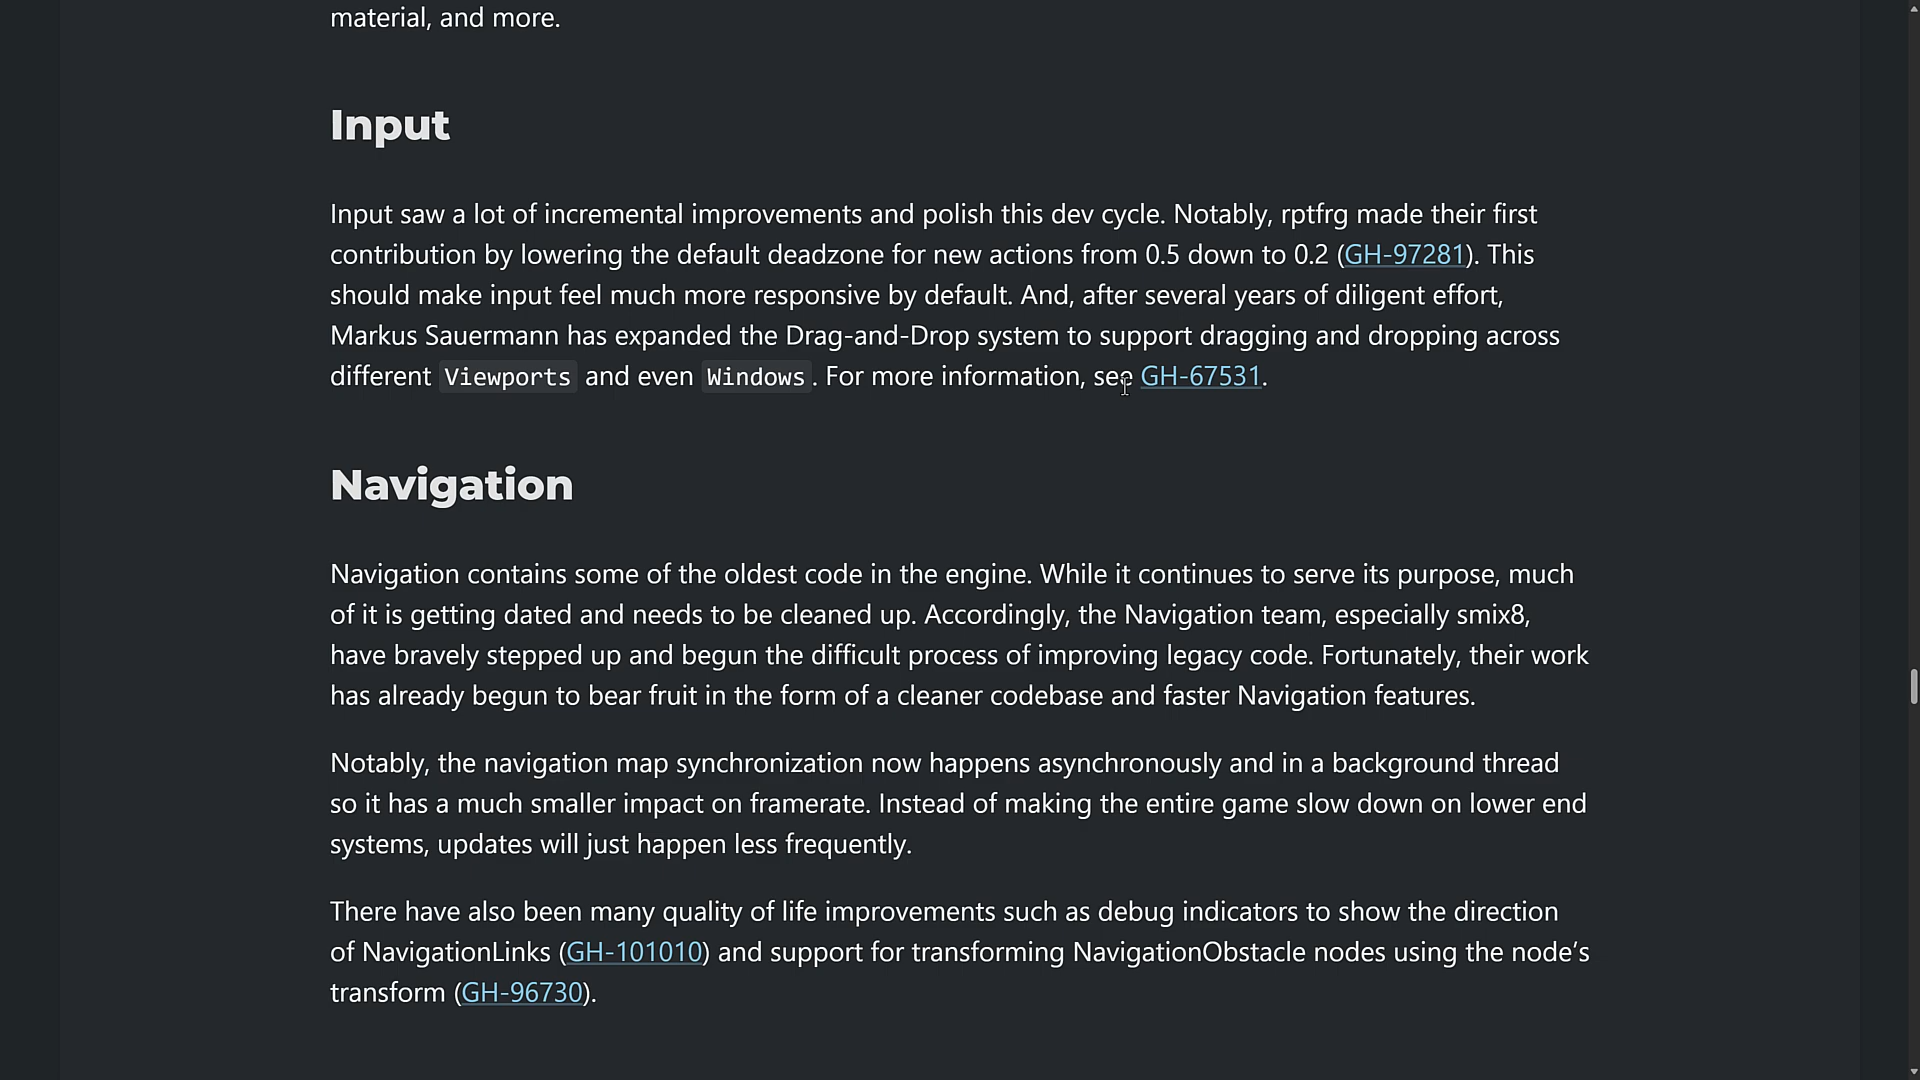 material, and more.
Input
Input saw a lot of incremental improvements and polish this dev cycle. Notably, rptfrg made their first
contribution by lowering the default deadzone for new actions from 0.5 down to 0.2 (GH-97281). This
should make input feel much more responsive by default. And, after several years of diligent effort,
Markus Sauermann has expanded the Drag-and-Drop system to support dragging and dropping across
different Viewports and even Windows. For more information, see GH-67531.
Navigation
Navigation contains some of the oldest code in the engine. While it continues to serve its purpose, much
of it is getting dated and needs to be cleaned up. Accordingly, the Navigation team, especially smix8,
have bravely stepped up and begun the difficult process of improving legacy code. Fortunately, their work
has already begun to bear fruit in the form of a cleaner codebase and faster Navigation features.
Notably, the navigation map synchronization now happens asynchronously and in a background thread
so it has a much smaller impact on framerate. Instead of making the entire game slow down on lower end
systems, updates will just happen less frequently.
There have also been many quality of life improvements such as debug indicators to show the direction
of NavigationLinks (GH-101010) and support for transforming NavigationObstacle nodes using the node’s
transform (GH-96730).